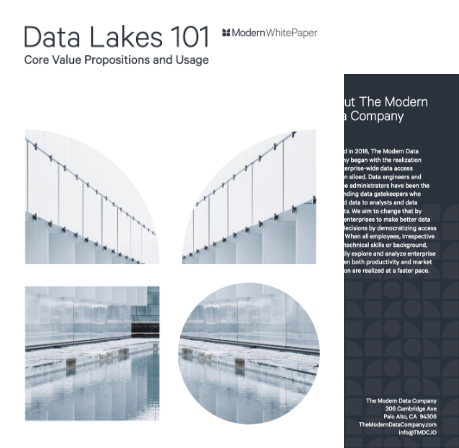 Data Lakes 101
ModernWhitePaper
Core Value Propositions and Usage
ut The Modern
a Company
d in 2018, The Modern Data
ny began with the realization
terprise-wide data access
n siloed. Data engineers and
e administrators have been the
nding data gatekeepers who
d data to analysts and data
ts. We aim to change that by
enterprises to make better data
decisions by democratizing access
When all employees, irrespective
technical skills or background,
ly explore and analyze enterprise
en both productivity and market
on are realized at a faster pace.
The Modern Data Company
306 Cambridge Ave
Palo Alto, CA 94306
TheModernDataCompany.com
info@TMDC.IO